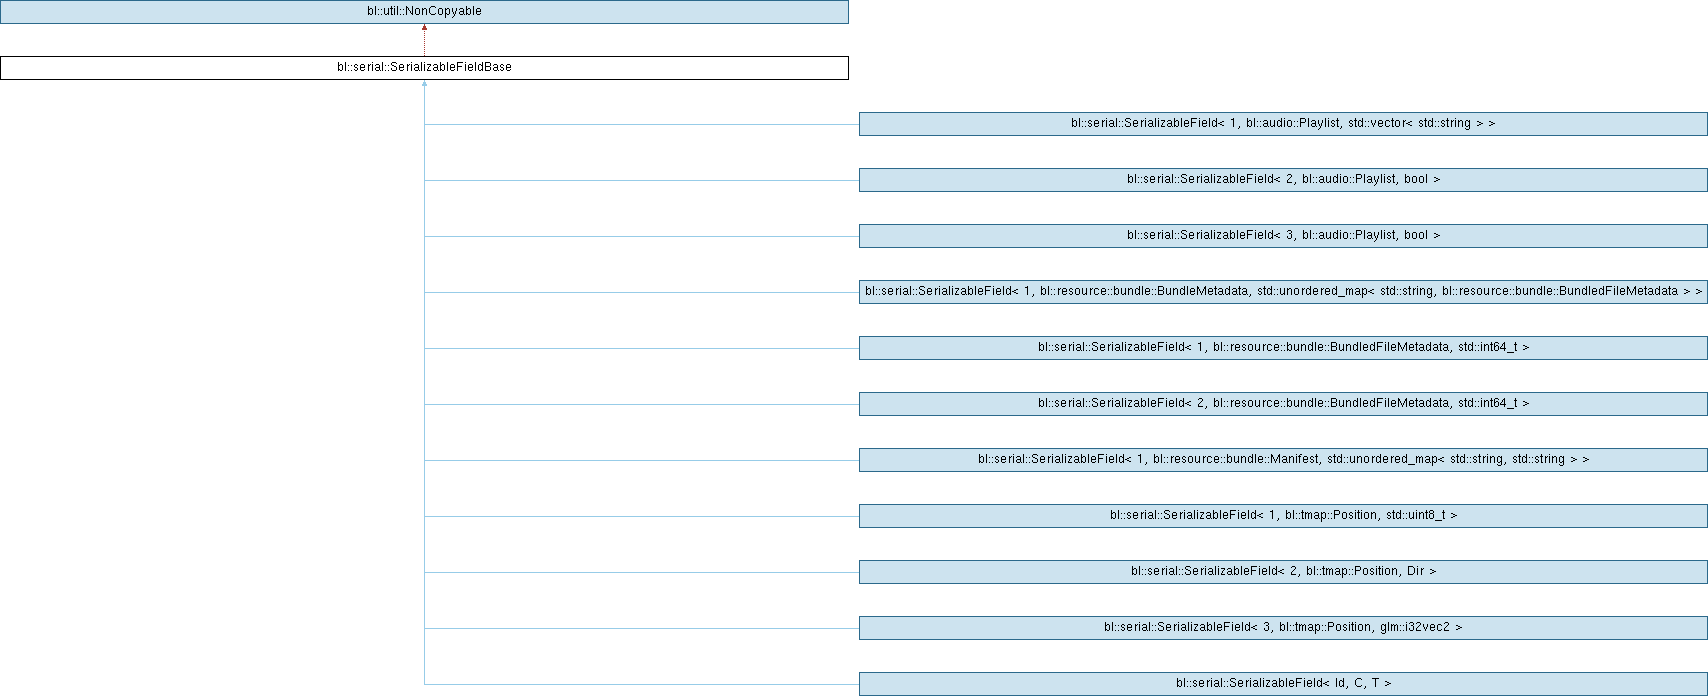 bl::util::NonCopyable
bl::serial::SerializableFieldBase
bl::serial::SerializableField< 1, bl::audio::Playlist, std::vector< std::string > >
bl::serial::SerializableField< 2, bl::audio::Playlist, bool >
bl::serial::SerializableField< 3, bl::audio::Playlist, bool >
bl::serial::SerializableField< 1, bl::resource::bundle::BundleMetadata, std::unordered_map< std::string, bl::resource::bundle::BundledFileMetadata > >
bl::serial::SerializableField< 1, bl::resource::bundle::BundledFileMetadata, std::int64_t >
bl::serial::SerializableField< 2, bl::resource::bundle::BundledFileMetadata, std::int64_t >
bl::serial::SerializableField< 1, bl::resource::bundle::Manifest, std::unordered_map< std::string, std::string > >
bl::serial::SerializableField< 1, bl::tmap::Position, std::uint8_t >
bl::serial::SerializableField< 2, bl::tmap::Position, Dir >
bl::serial::SerializableField< 3, bl::tmap::Position, glm::i32vec2 >
bl::serial::SerializableField< Id, C, T >